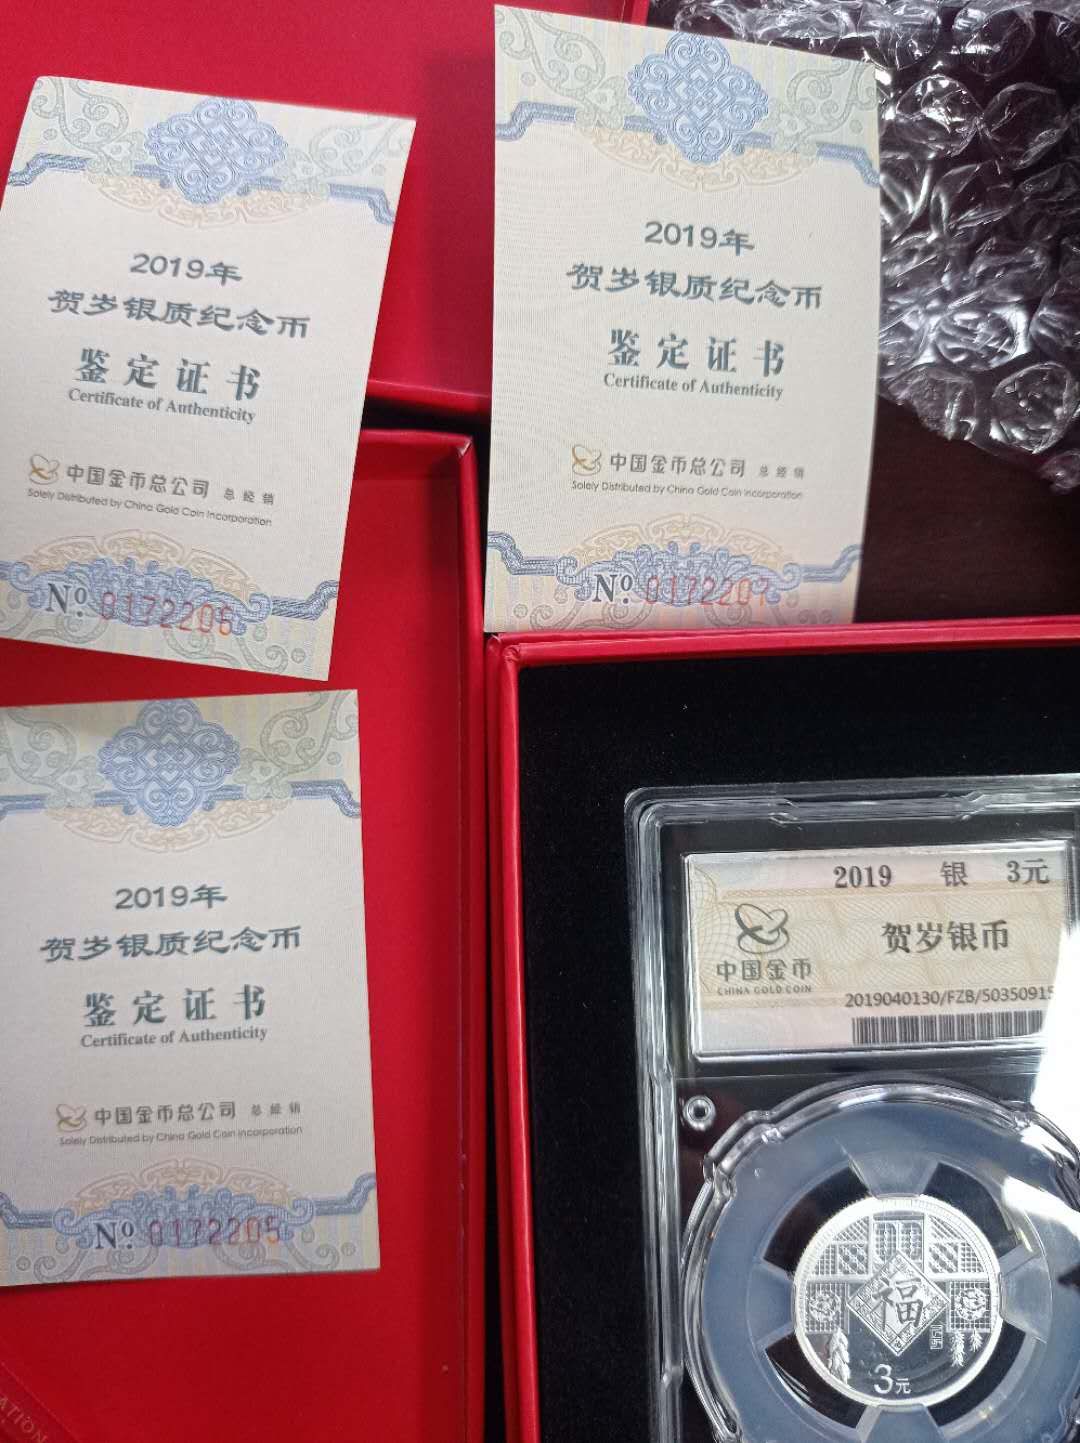 2019年
贺岁银质纪念币
鉴定证书
Certificate of Authenticity
中国金币总公司 总经销
Solely Distributed by China Gold Coin Incorporation
№ 0172206
2019年
贺岁银质纪念币
鉴定证书
Certificate of Authenticity
中国金币总公司 总经销
Solely Distributed by China Gold Coin Incorporation
№ 0172207
2019年
贺岁银质纪念币
鉴定证书
Certificate of Authenticity
中国金币总公司 总经销
Solely Distributed by China Gold Coin Incorporation
№ 0172205
2019 银 3元
贺岁银币
中国金币
CHINA GOLD COIN
2019040130/FZB/5035091
福
3元
ATION